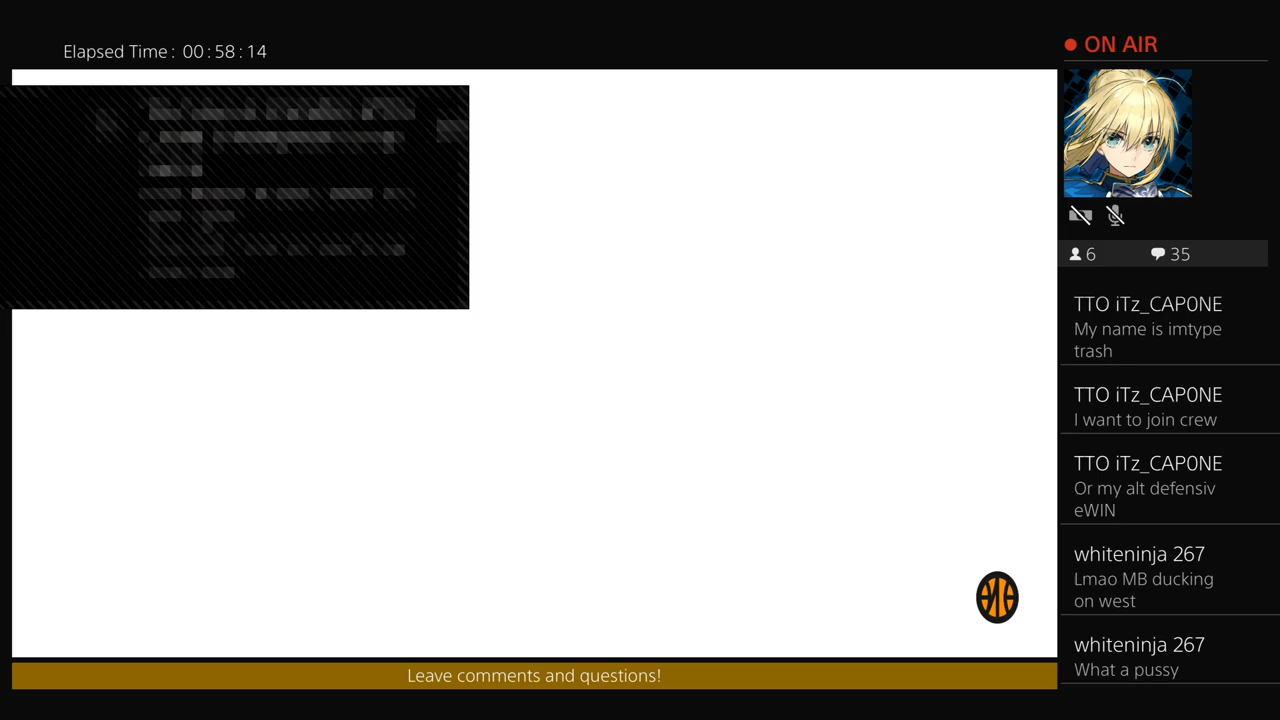 Elapsed Time : 00 : 58 : 14
ON AIR
6
35
TTO iTz_CAP0NE
My name is imtype
trash
TTO iTz_CAP0NE
I want to join crew
TTO iTz_CAP0NE
Or my alt defensiv
eWIN
whiteninja 267
Lmao MB ducking
on west
whiteninja 267
What a pussy
Leave comments and questions!